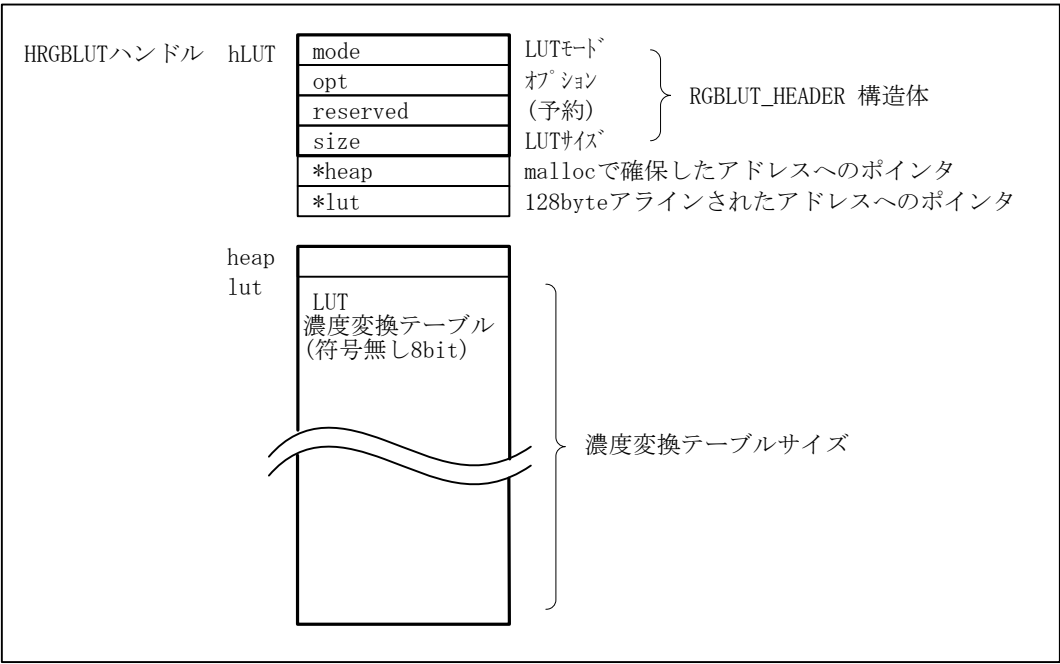 HRGBLUTハンドル hLUT mode LUTﾓｰﾄﾞ
opt ｵﾌﾟｼｮﾝ
RGBLUT_HEADER 構造体
reserved (予約)
size LUTｻｲｽﾞ
*heap mallocで確保したアドレスへのポインタ
*lut 128byteアラインされたアドレスへのポインタ
heap
lut
LUT
濃度変換テーブル
(符号無し8bit)
濃度変換テーブルサイズ